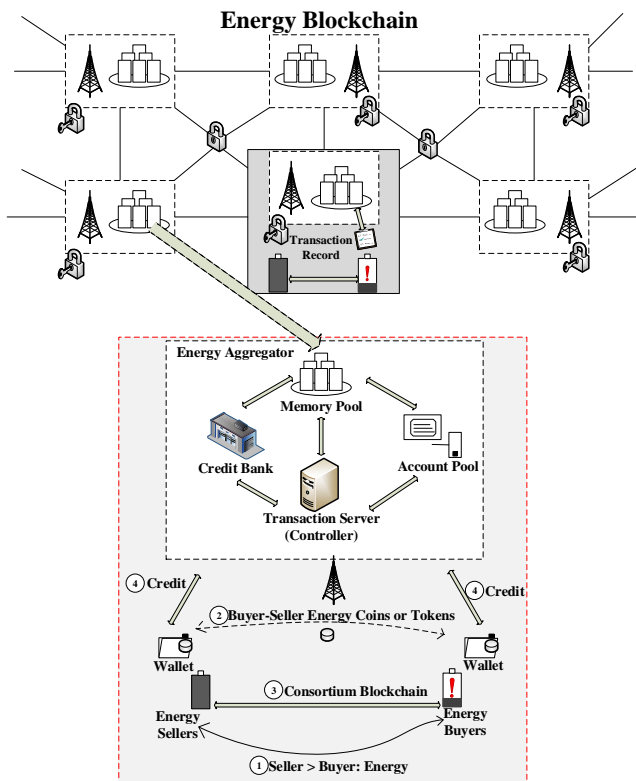 Energy Blockchain
Transaction
Record
Energy Aggregator
Memory Pool
Credit Bank
Account Pool
Transaction Server
(Controller)
4 Credit
4 Credit
2 Buyer-Seller Energy Coins or Tokens
Wallet
Wallet
3 Consortium Blockchain
Energy
Sellers
Energy
Buyers
1 Seller > Buyer: Energy